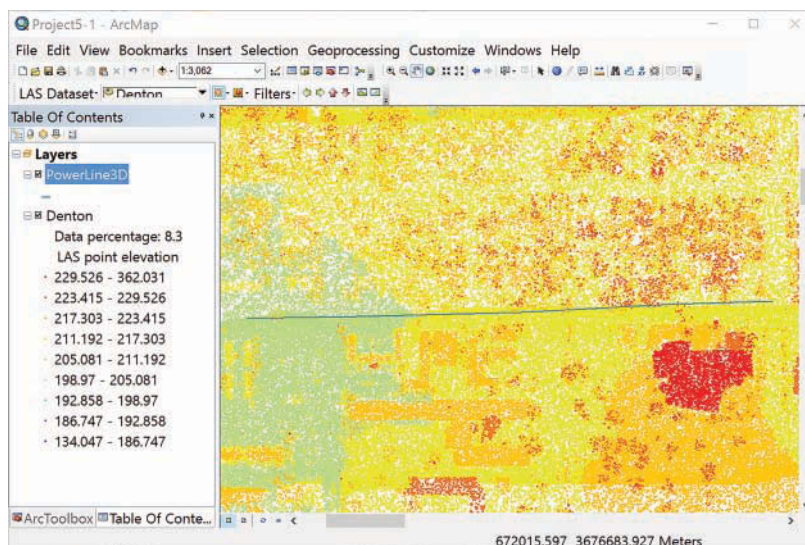 Project5-1 - ArcMap
File Edit View Bookmarks Insert Selection Geoprocessing Customize Windows Help
1:3,062
LAS Dataset Denton Filters
Table Of Contents
Layers
PowerLine3D
Denton
Data percentage: 8.3
LAS point elevation
229.526 - 362.031
223.415 - 229.526
217.303 - 223.415
211.192 - 217.303
205.081 - 211.192
198.97 - 205.081
192.858 - 198.97
186.747 - 192.858
134.047 - 186.747
ArcToolbox Table Of Conte...
672015.597 3676683.927 Meters